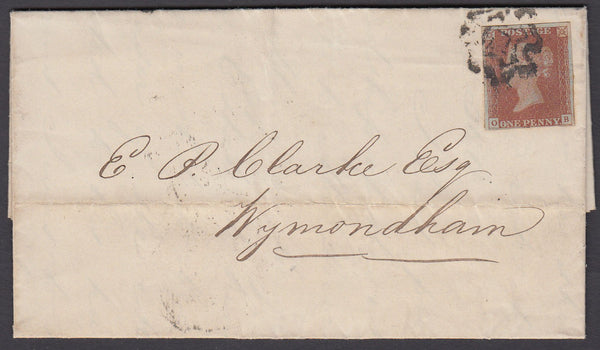 POSTAGE
O B
ONE PENNY
E. P. Clarke Esq
Wymondham